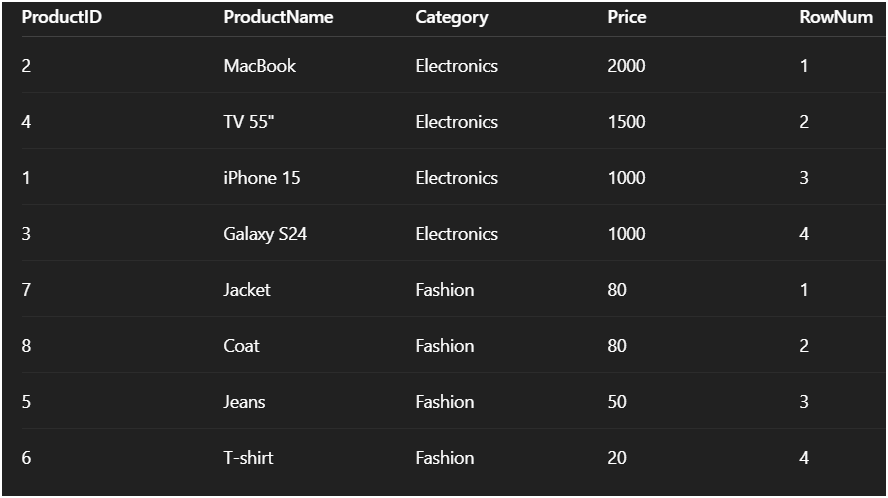 ProductID ProductName Category Price RowNum
2 MacBook Electronics 2000 1
4 TV 55" Electronics 1500 2
1 iPhone 15 Electronics 1000 3
3 Galaxy S24 Electronics 1000 4
7 Jacket Fashion 80 1
8 Coat Fashion 80 2
5 Jeans Fashion 50 3
6 T-shirt Fashion 20 4